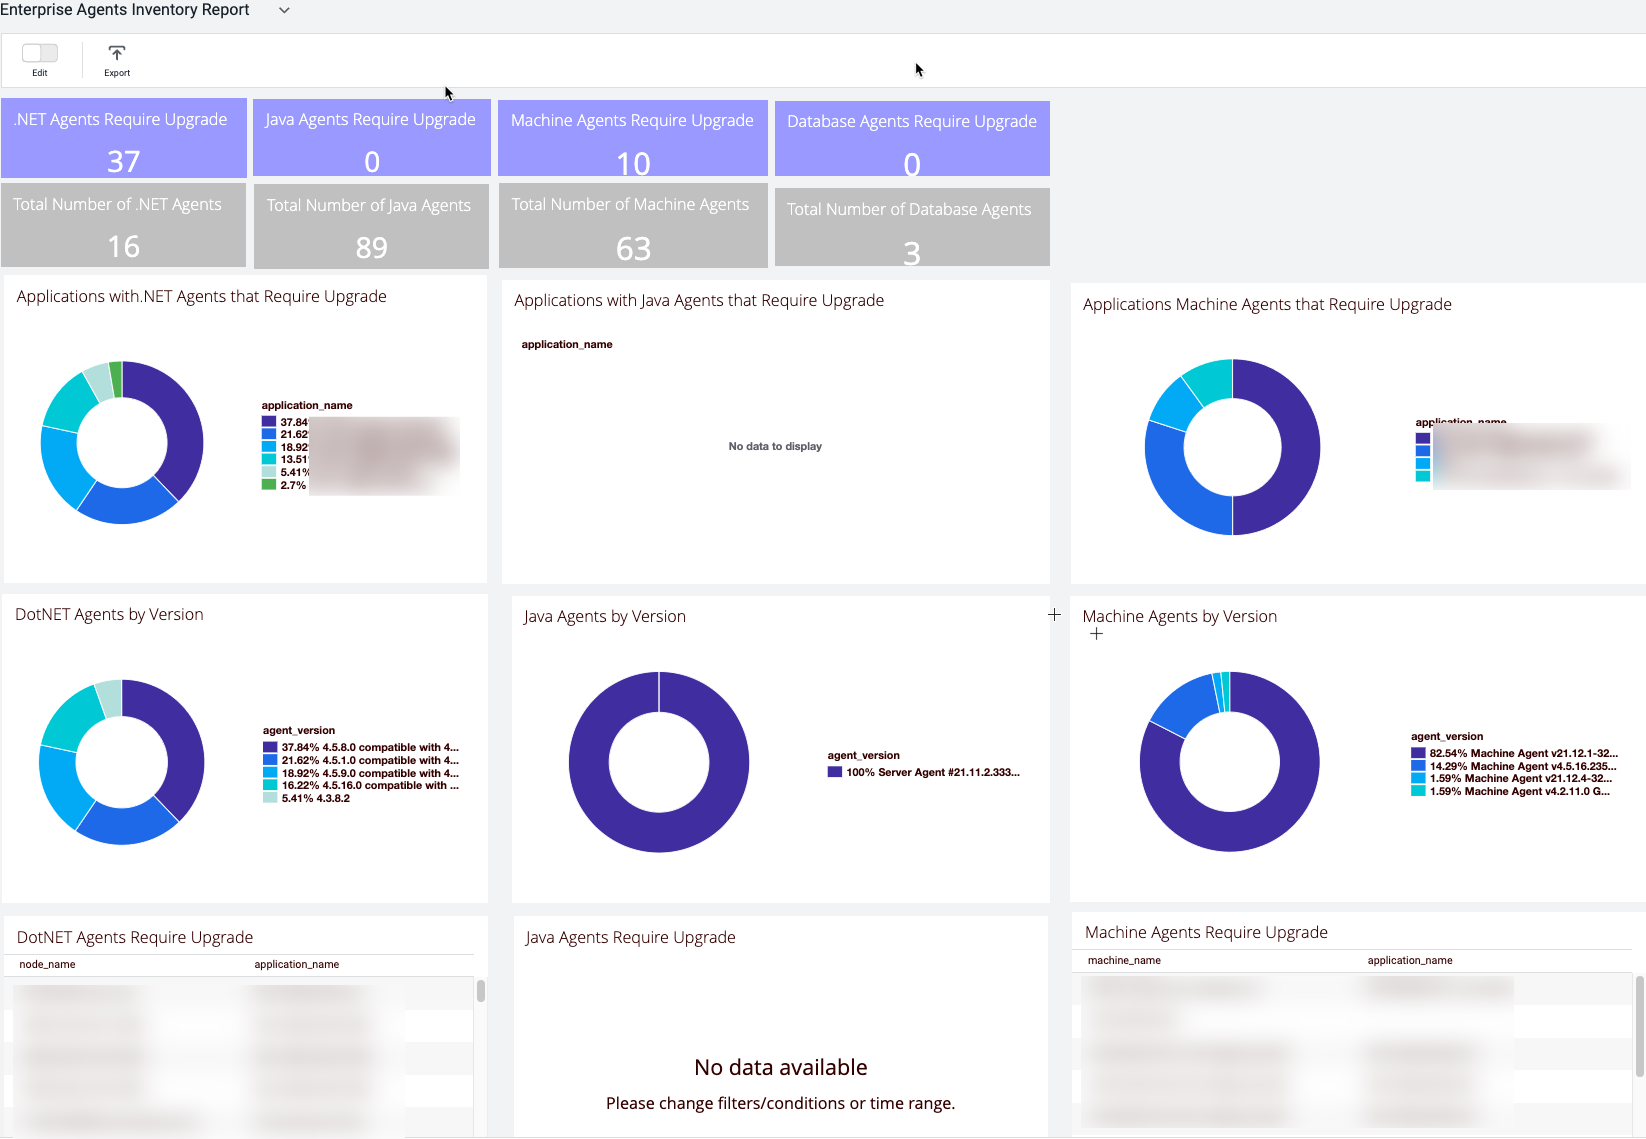 Enterprise Agents Inventory Report
Edit
Export
.NET Agents Require Upgrade
37
Java Agents Require Upgrade
0
Machine Agents Require Upgrade
10
Database Agents Require Upgrade
0
Total Number of .NET Agents
16
Total Number of Java Agents
89
Total Number of Machine Agents
63
Total Number of Database Agents
3
Applications with.NET Agents that Require Upgrade
application_name
37.84
21.62
18.92
13.51
5.41%
2.7%
Applications with Java Agents that Require Upgrade
application_name
No data to display
Applications Machine Agents that Require Upgrade
application_name
DotNET Agents by Version
agent_version
37.84% 4.5.8.0 compatible with 4...
21.62% 4.5.1.0 compatible with 4...
18.92% 4.5.9.0 compatible with 4...
16.22% 4.5.16.0 compatible with ...
5.41% 4.3.8.2
Java Agents by Version
agent_version
100% Server Agent #21.11.2.333...
Machine Agents by Version
agent_version
82.54% Machine Agent v21.12.1-32...
14.29% Machine Agent v4.5.16.235...
1.59% Machine Agent v21.12.4-32...
1.59% Machine Agent v4.2.11.0 G...
DotNET Agents Require Upgrade
node_name application_name
Java Agents Require Upgrade
No data available
Please change filters/conditions or time range.
Machine Agents Require Upgrade
machine_name application_name